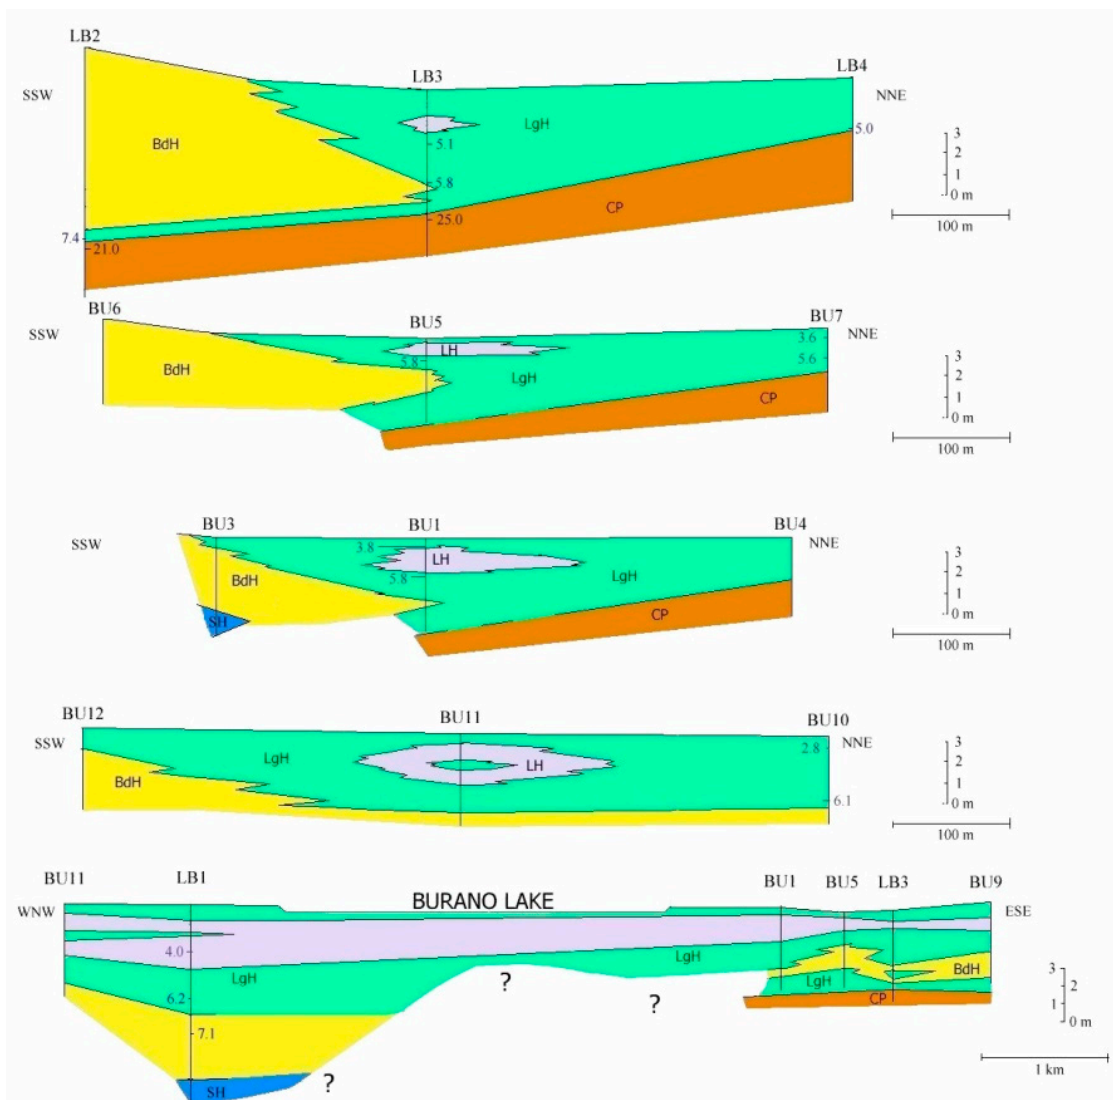 LB2
LB3
LB4
SSW
NNE
BdH
LgH
5.0
5.1
5.8
CP
25.0
7.4
21.0
3
2
1
0 m
100 m
BU6
BU5
BU7
SSW
NNE
3.6
LH
5.8
5.6
BdH
LgH
CP
3
2
1
0 m
100 m
BU3
BU1
BU4
SSW
NNE
3.8
LH
5.8
BdH
LgH
SH
CP
3
2
1
0 m
100 m
BU12
BU11
BU10
SSW
NNE
2.8
LgH
LH
BdH
6.1
3
2
1
0 m
100 m
BU11
LB1
BURANO LAKE
BU1
BU5
LB3
BU9
WNW
ESE
4.0
LgH
LgH
6.2
?
?
BdH
LgH
CP
7.1
SH
?
3
2
1
0 m
1 km